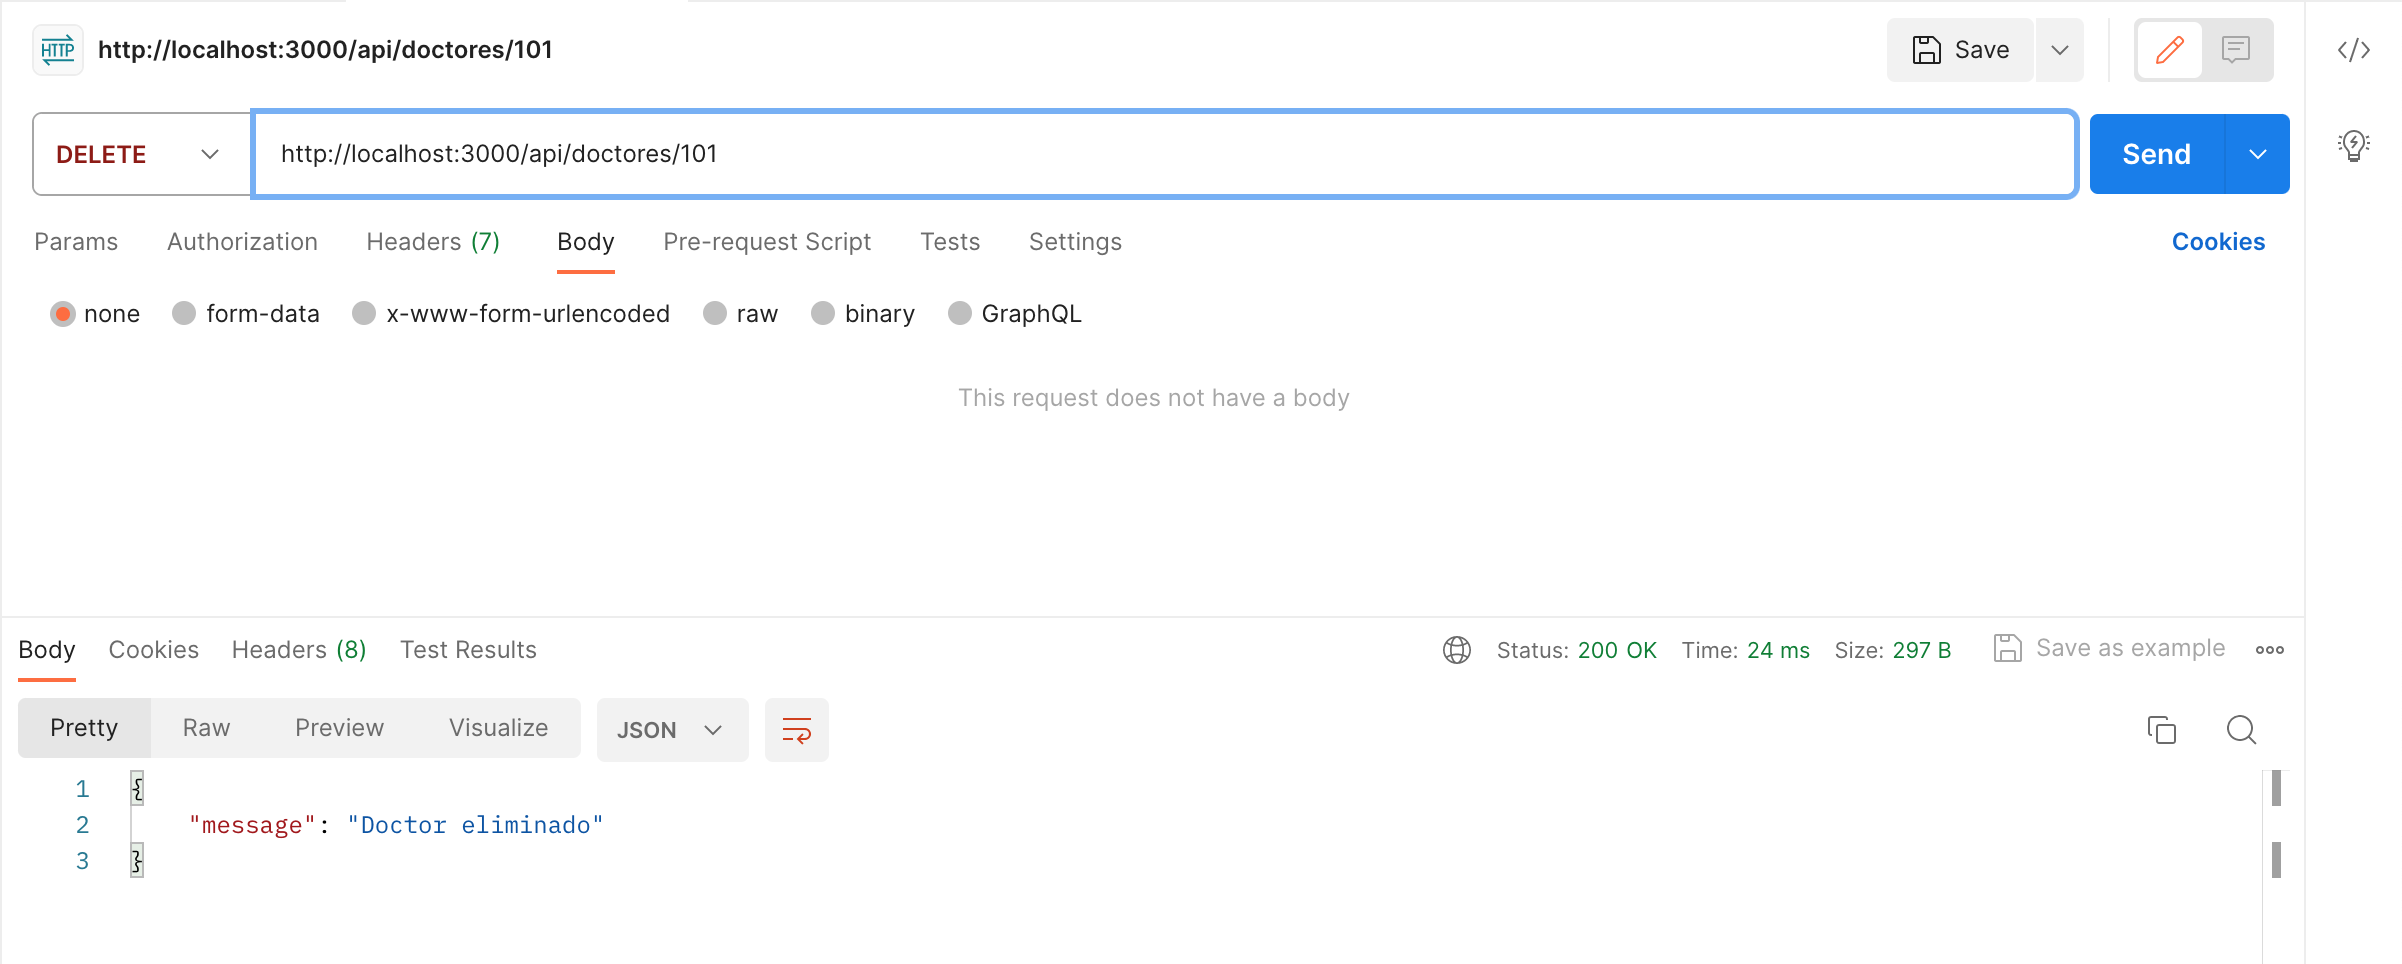 HTTP http://localhost:3000/api/doctores/101 Save
DELETE http://localhost:3000/api/doctores/101 Send
Params Authorization Headers (7) Body Pre-request Script Tests Settings Cookies
none form-data x-www-form-urlencoded raw binary GraphQL
This request does not have a body
Body Cookies Headers (8) Test Results Status: 200 OK Time: 24 ms Size: 297 B Save as example
Pretty Raw Preview Visualize JSON
1 {
2 "message": "Doctor eliminado"
3 }